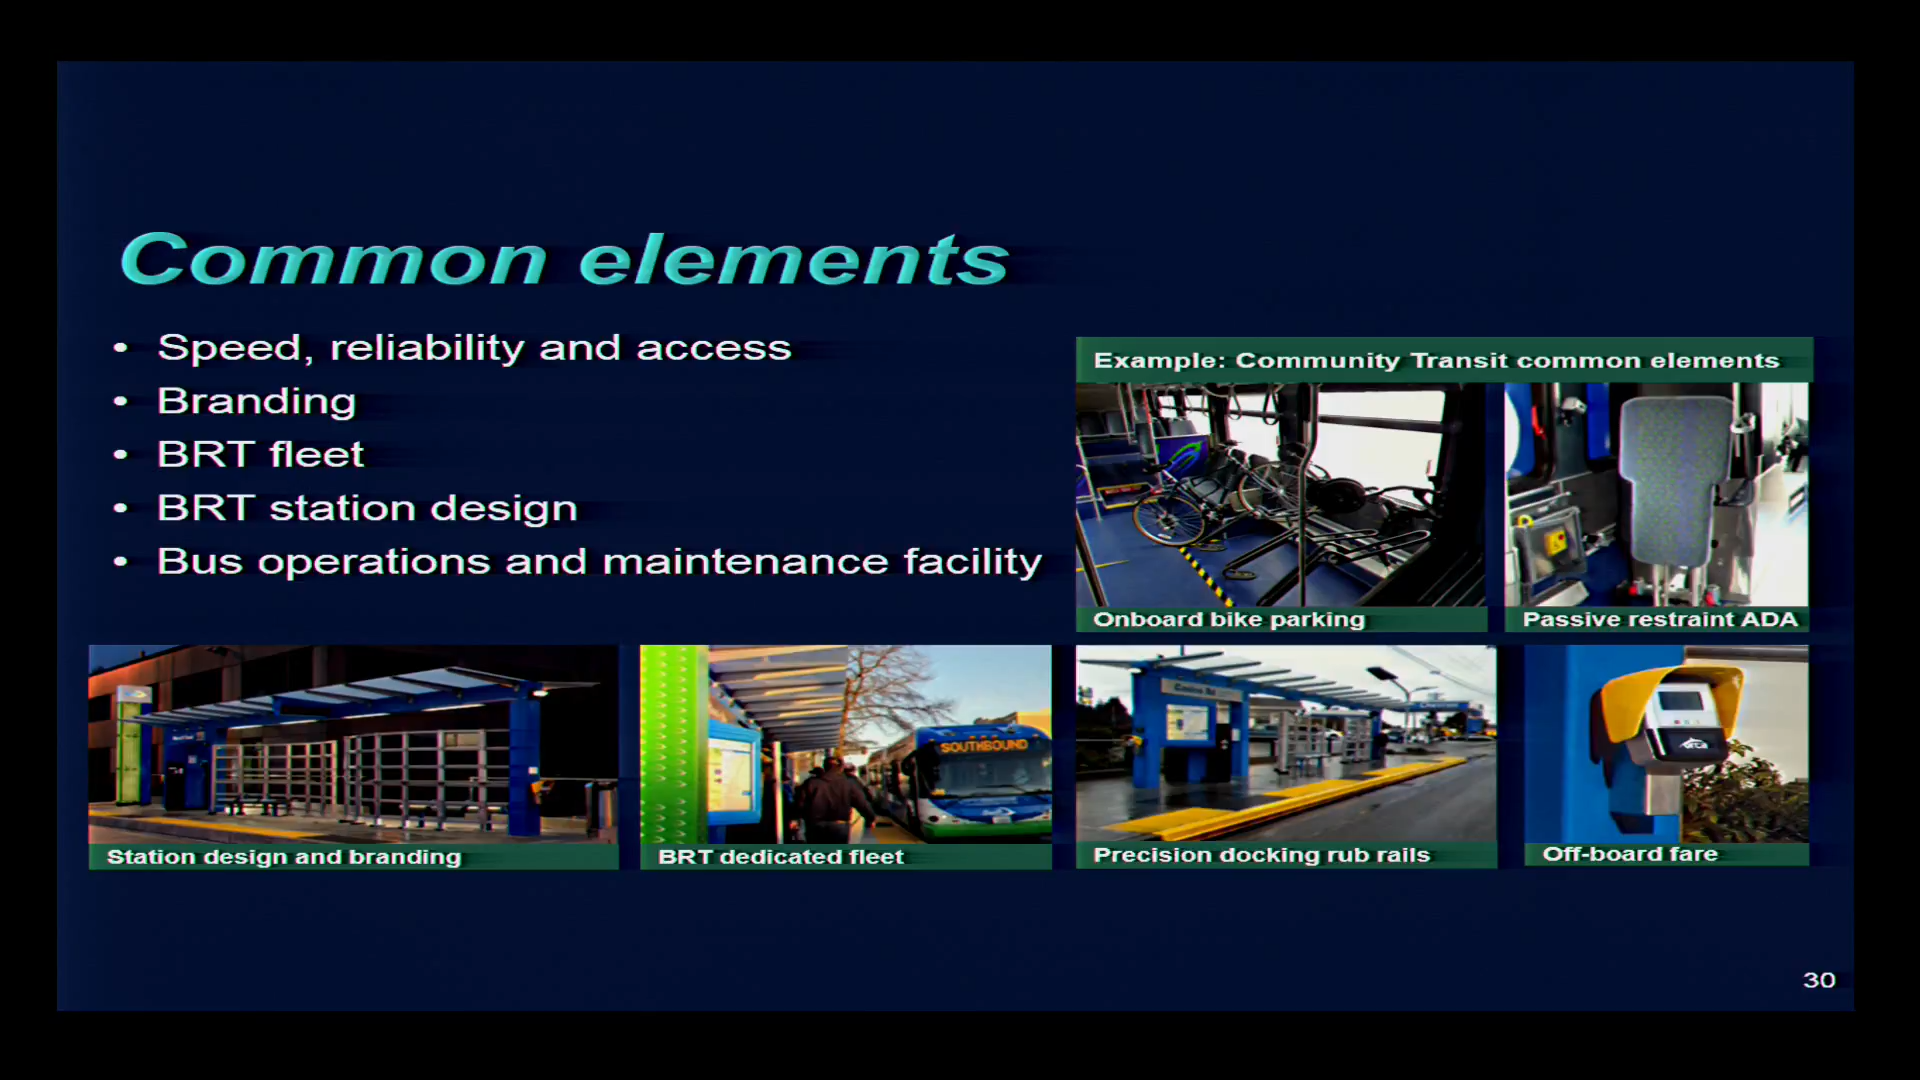 Common elements
• Speed, reliability and access
• Branding
• BRT fleet
• BRT station design
• Bus operations and maintenance facility
Example: Community Transit common elements
Onboard bike parking
Passive restraint ADA
SOUTHBOUND
orca
Station design and branding
BRT dedicated fleet
Precision docking rub rails
Off-board fare
30